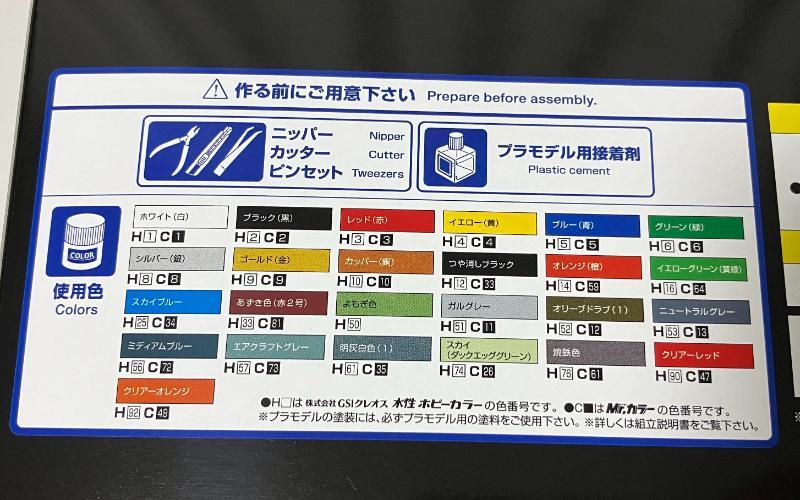 作る前にご用意下さい Prepare before assembly.
ニッパー Nipper
カッター Cutter
ピンセット Tweezers
プラモデル用接着剤
Plastic cement
COLOR
使用色
Colors
ホワイト(白) ブラック(黒) レッド(赤) イエロー(黄) ブルー(青) グリーン(緑)
H1 C1 H2 C2 H3 C3 H4 C4 H5 C5 H6 C6
シルバー(銀) ゴールド(金) カッパー(銅) つや消しブラック オレンジ(橙) イエローグリーン(黄緑)
H8 C8 H9 C9 H10 C10 H12 C33 H14 C59 H16 C64
スカイブルー あずき色(赤2号) よもぎ色 ガルグレー オリーブドラブ(1) ニュートラルグレー
H25 C34 H33 C81 H50 H51 C11 H52 C12 H53 C13
ミディアムブルー エアクラフトグレー 明灰白色(1) スカイ(ダックエッググリーン) 焼鉄色 クリアーレッド
H56 C72 H57 C73 H61 C35 H74 C26 H76 C61 H90 C47
クリアーオレンジ
H92 C49
●H□は株式会社GSIクレオス 水性 ホビーカラーの色番号です。 ●C■はMr.カラーの色番号です。
※プラモデルの塗装には、必ずプラモデル用の塗料をご使用下さい。※詳しくは組立説明書をご覧下さい。